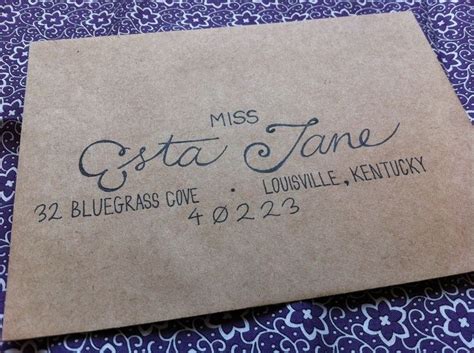 MISS
Esta Jane
32 BLUEGRASS COVE . LOUISVILLE, KENTUCKY
40223